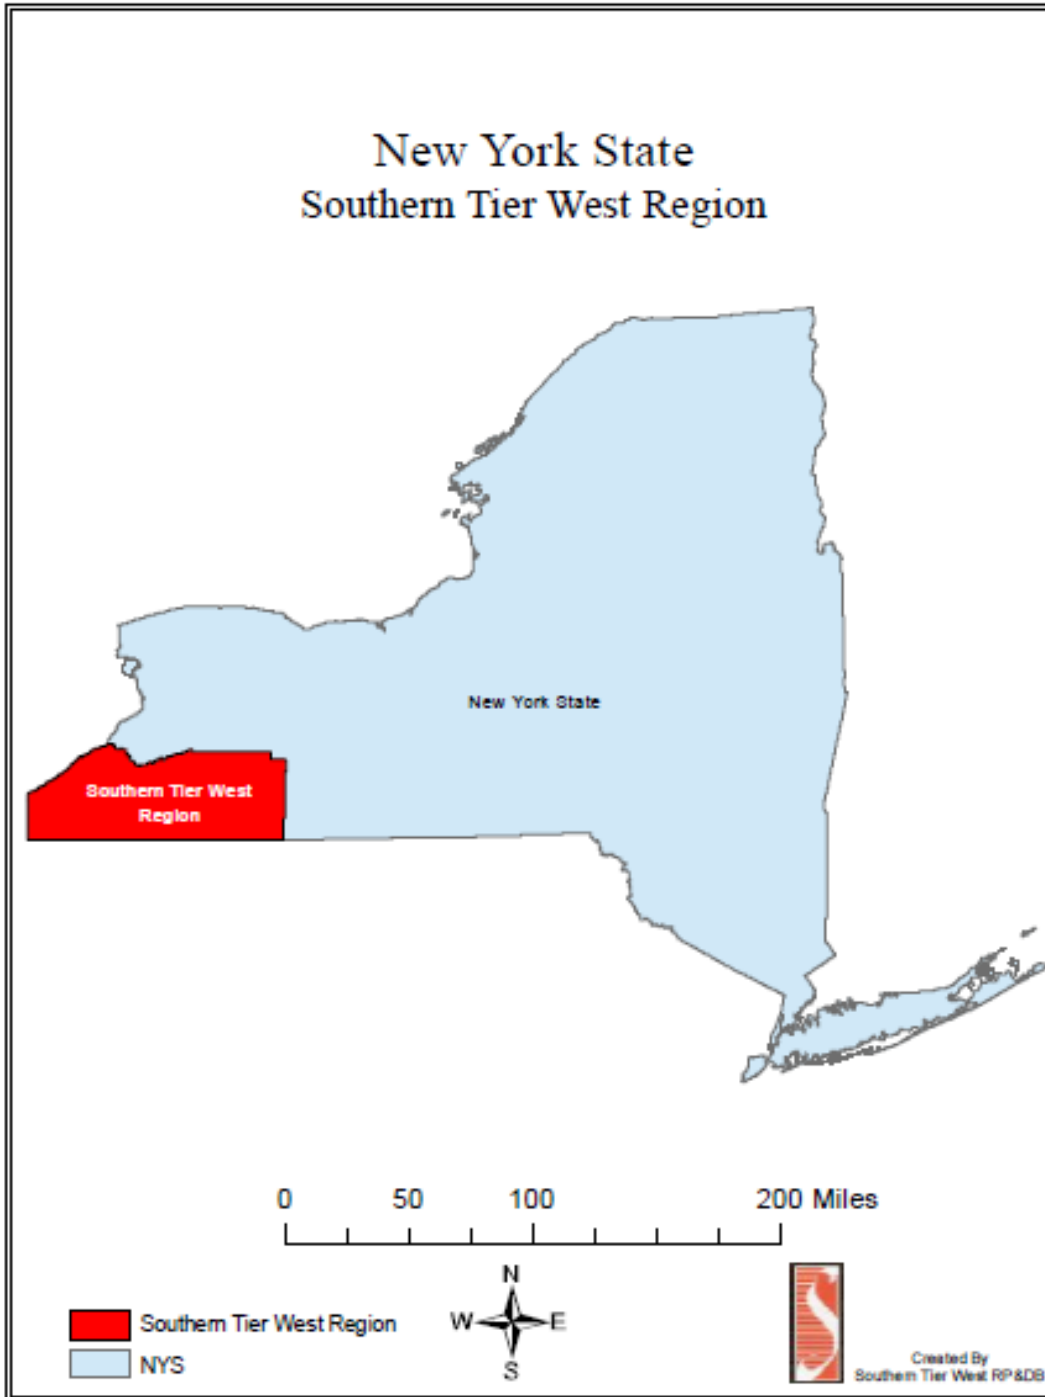 New York State
Southern Tier West Region
New York State
Southern Tier West
Region
0 50 100 200 Miles
N
W E
S
Southern Tier West Region
NYS
Created By
Southern Tier West RP&DB